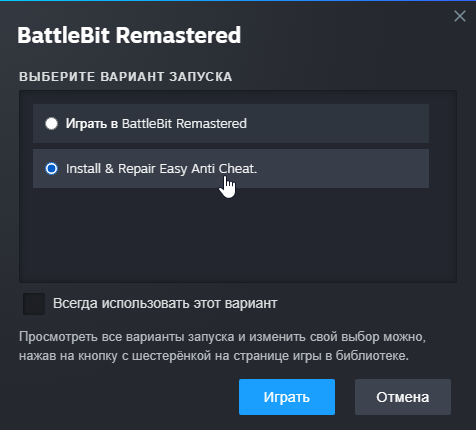 BattleBit Remastered
ВЫБЕРИТЕ ВАРИАНТ ЗАПУСКА
Играть в BattleBit Remastered
Install & Repair Easy Anti Cheat.
Всегда использовать этот вариант
Просмотреть все варианты запуска и изменить свой выбор можно,
нажав на кнопку с шестерёнкой на странице игры в библиотеке.
Играть
Отмена